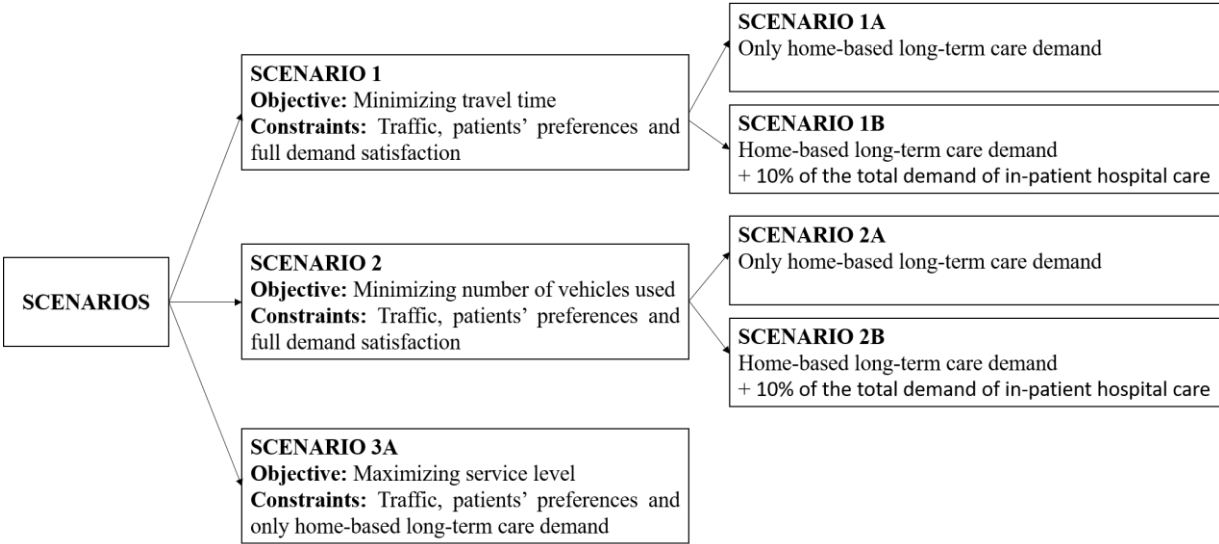 SCENARIOS
SCENARIO 1
Objective: Minimizing travel time
Constraints: Traffic, patients’ preferences and
full demand satisfaction
SCENARIO 1A
Only home-based long-term care demand
SCENARIO 1B
Home-based long-term care demand
+ 10% of the total demand of in-patient hospital care
SCENARIO 2
Objective: Minimizing number of vehicles used
Constraints: Traffic, patients’ preferences and
full demand satisfaction
SCENARIO 2A
Only home-based long-term care demand
SCENARIO 2B
Home-based long-term care demand
+ 10% of the total demand of in-patient hospital care
SCENARIO 3A
Objective: Maximizing service level
Constraints: Traffic, patients’ preferences and
only home-based long-term care demand